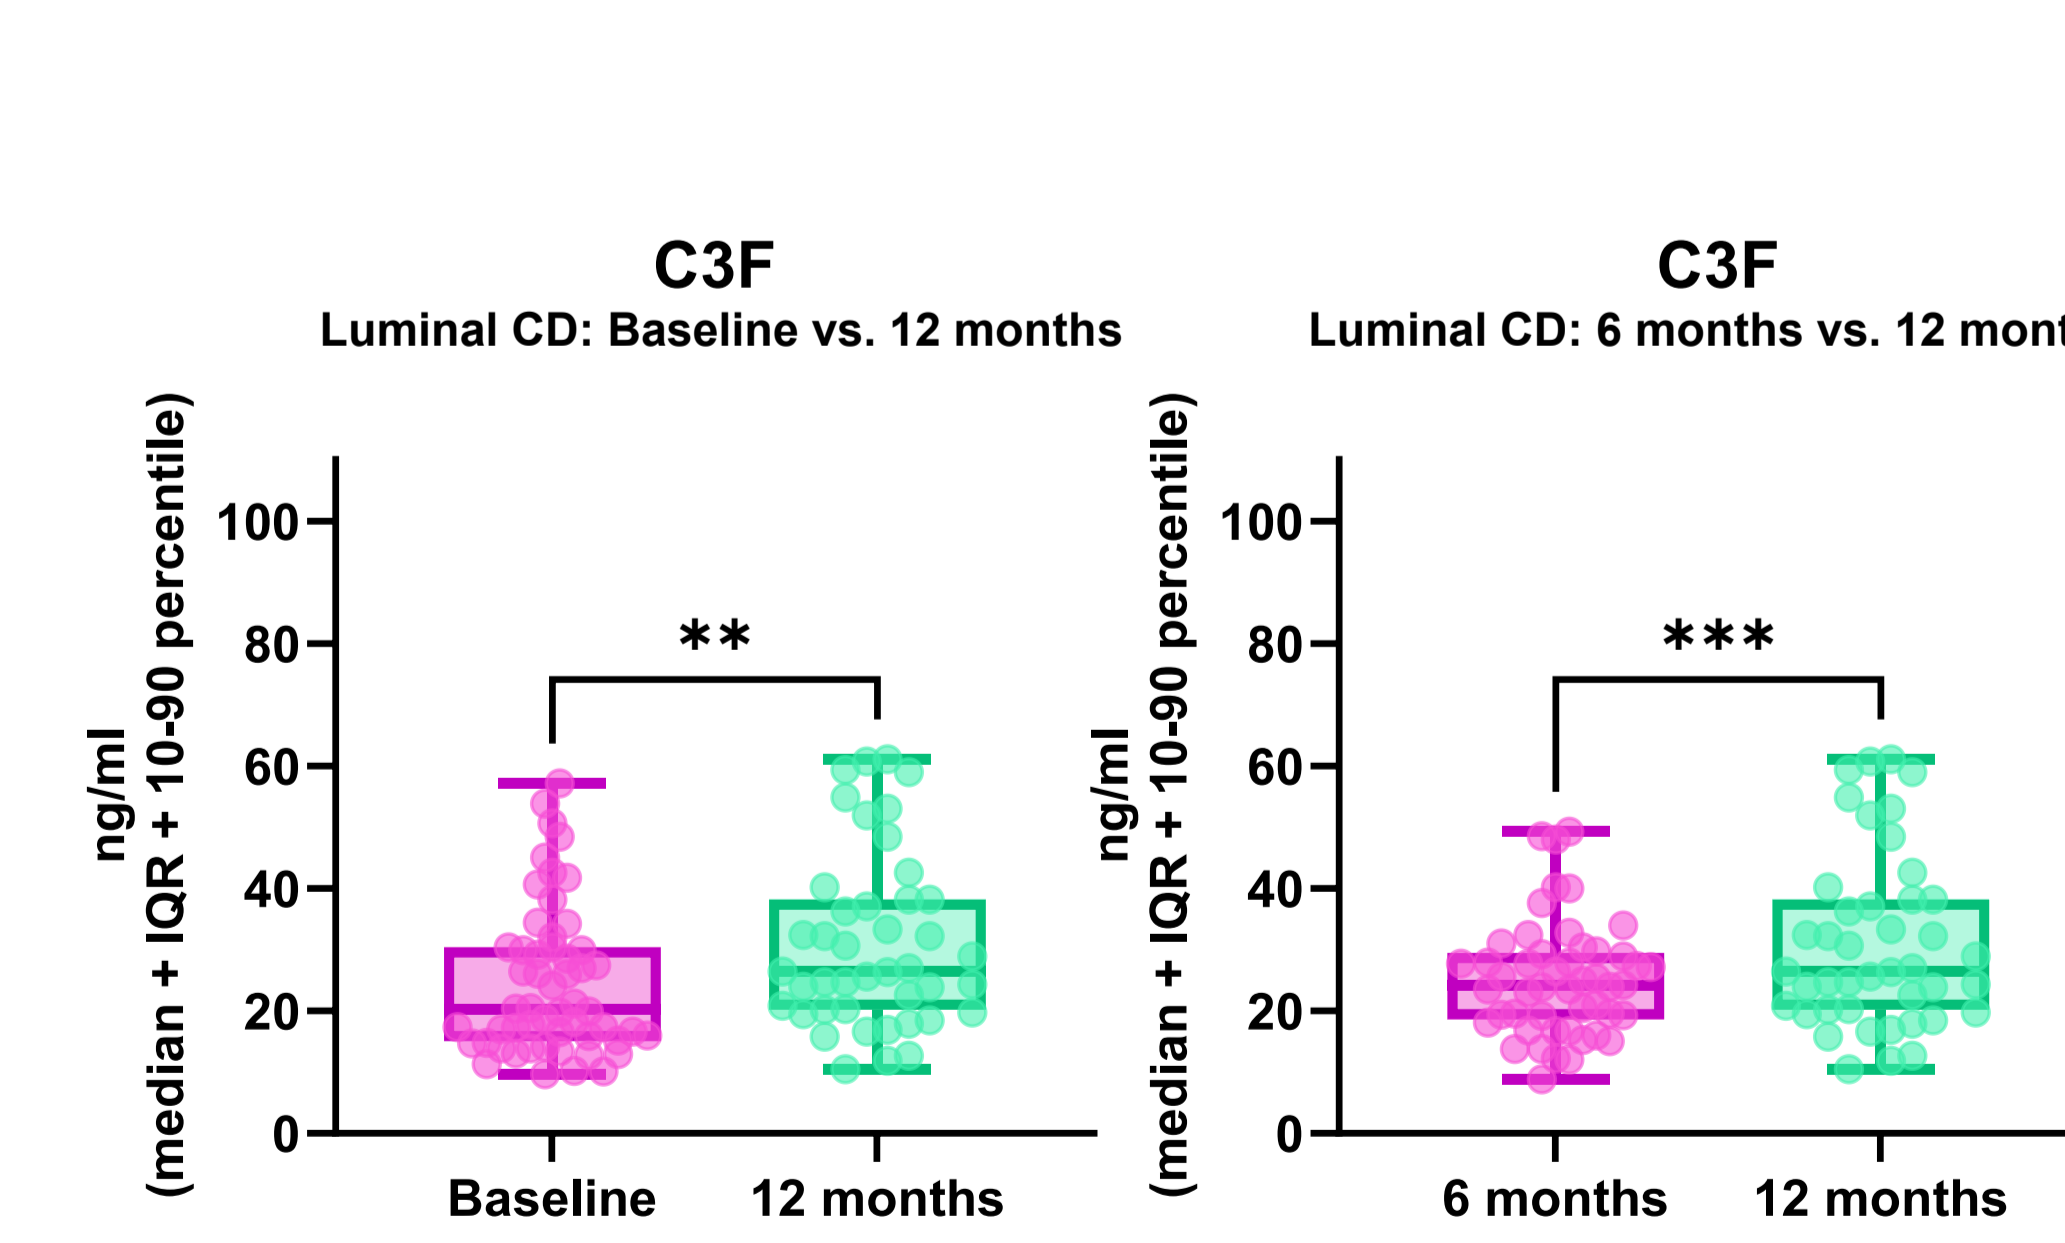 C3F
Luminal CD: Baseline vs. 12 months
ng/ml
(median + IQR + 10-90 percentile)
100
80
60
40
20
0
**
Baseline
12 months
C3F
Luminal CD: 6 months vs. 12 mont
ng/ml
(median + IQR + 10-90 percentile)
100
80
60
40
20
0
***
6 months
12 months